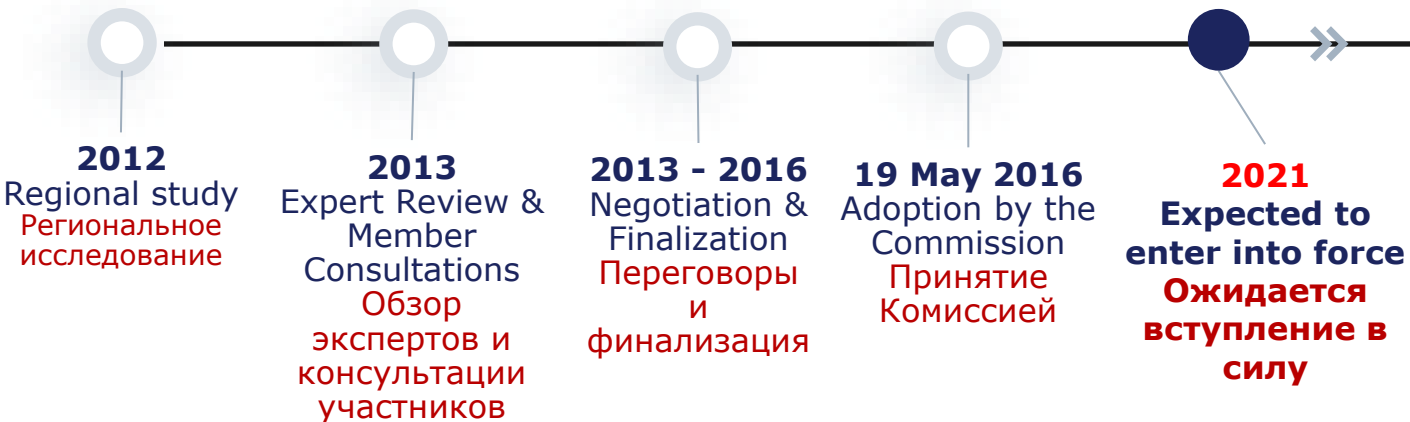 2012
Regional study
Региональное
исследование
2013
Expert Review &
Member
Consultations
Обзор
экспертов и
консультации
участников
2013 - 2016
Negotiation &
Finalization
Переговоры
и
финализация
19 May 2016
Adoption by the
Commission
Принятие
Комиссией
2021
Expected to
enter into force
Ожидается
вступление в
силу